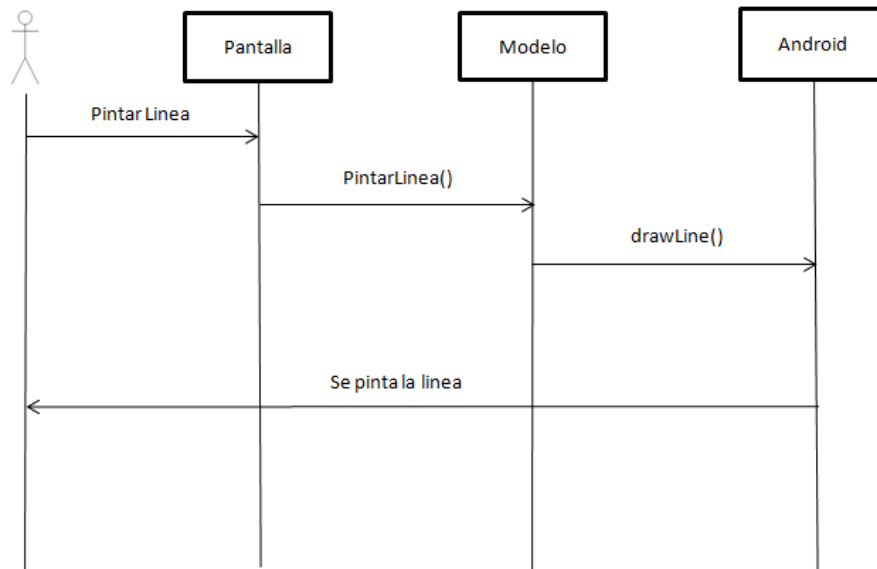 Pantalla
Modelo
Android
Pintar Linea
PintarLinea()
drawLine()
Se pinta la linea